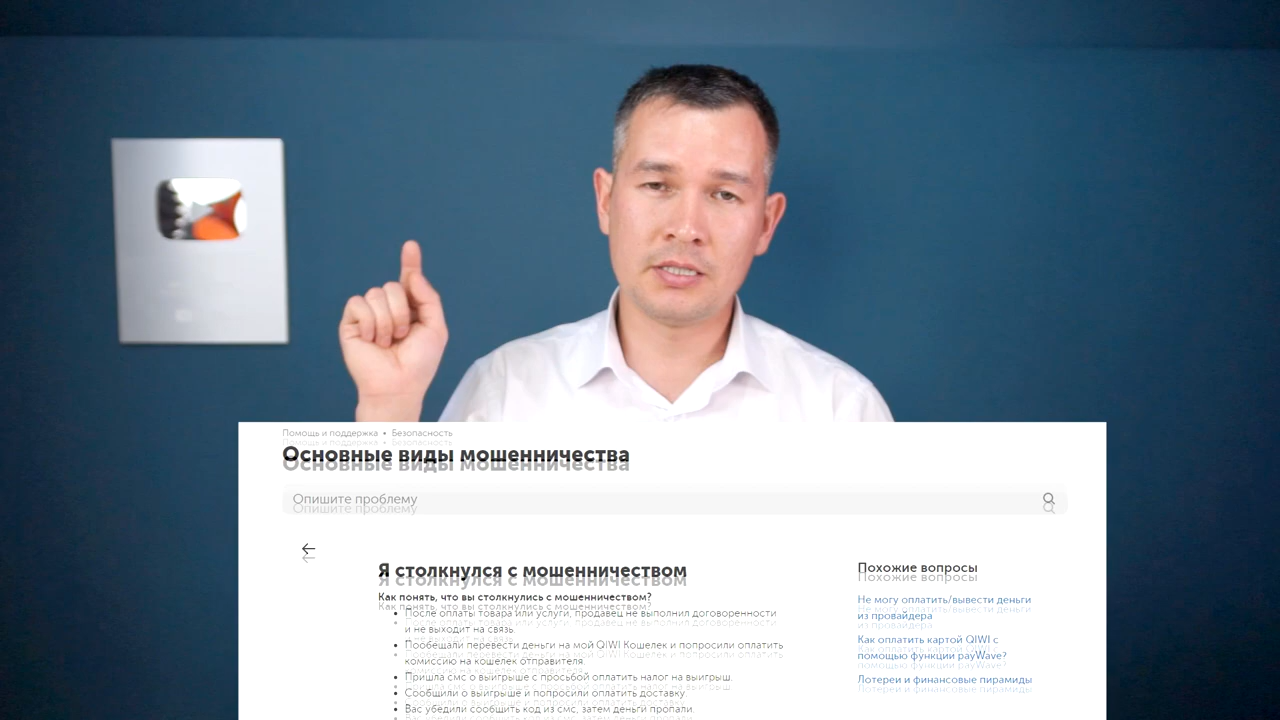 Помощь и поддержка • Безопасность
Основные виды мошенничества
Опишите проблему
Я столкнулся с мошенничеством
Как понять, что вы столкнулись с мошенничеством?
• После оплаты товара или услуги, продавец не выполнил договоренности
и не выходит на связь.
• Пообещали перевести деньги на мой QIWI Кошелек и попросили оплатить
комиссию на кошелек отправителя.
• Пришла смс о выигрыше с просьбой оплатить налог на выигрыш.
• Сообщили о выигрыше и попросили оплатить доставку.
• Вас убедили сообщить код из смс, затем деньги пропали.
Похожие вопросы
Не могу оплатить/вывести деньги
из провайдера
Как оплатить картой QIWI с
помощью функции payWave?
Лотереи и финансовые пирамиды